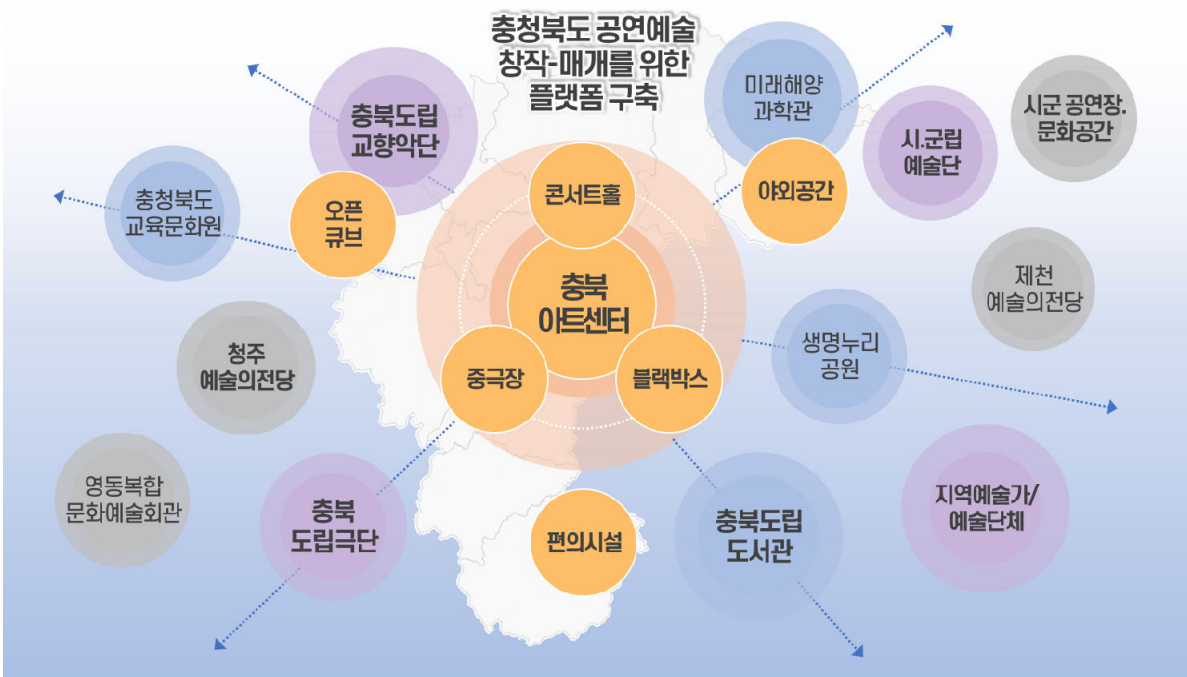 충청북도 공연예술
창작-매개를 위한
플랫폼 구축
미래해양
과학관
시군 공연장.
문화공간
충북도립
교향악단
시.군립
예술단
콘서트홀
야외공간
충청북도
교육문화원
오픈
큐브
충북
아트센터
제천
예술의전당
청주
예술의전당
중극장
블랙박스
생명누리
공원
영동복합
문화예술회관
충북
도립극단
편의시설
충북도립
도서관
지역예술가/
예술단체